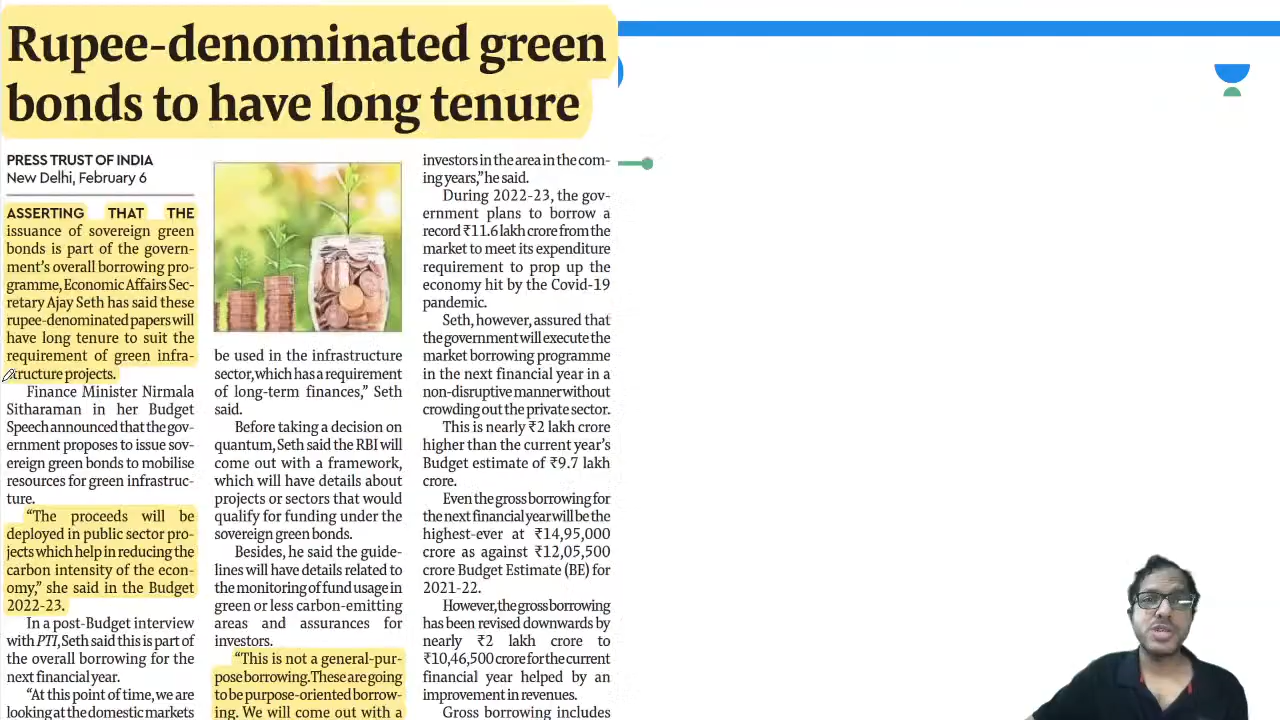 Rupee-denominated green
bonds to have long tenure
PRESS TRUST OF INDIA
New Delhi, February 6
ASSERTING THAT THE
issuance of sovereign green
bonds is part of the govern-
ment's overall borrowing pro-
gramme, Economic Affairs Sec-
retary Ajay Seth has said these
rupee-denominated papers will
have long tenure to suit the
requirement of green infra-
structure projects.
Finance Minister Nirmala
Sitharaman in her Budget
Speech announced that the gov-
ernment proposes to issue sov-
ereign green bonds to mobilise
resources for green infrastruc-
ture.
“The proceeds will be
deployed in public sector pro-
jects which help in reducing the
carbon intensity of the econ-
omy,” she said in the Budget
2022-23.
In a post-Budget interview
with PTI, Seth said this is part of
the overall borrowing for the
next financial year.
“At this point of time, we are
looking at the domestic markets
be used in the infrastructure
sector, which has a requirement
of long-term finances,” Seth
said.
Before taking a decision on
quantum, Seth said the RBI will
come out with a framework,
which will have details about
projects or sectors that would
qualify for funding under the
sovereign green bonds.
Besides, he said the guide-
lines will have details related to
the monitoring of fund usage in
green or less carbon-emitting
areas and assurances for
investors.
“This is not a general-pur-
pose borrowing. These are going
to be purpose-oriented borrow-
ing. We will come out with a
investors in the area in the com-
ing years,” he said.
During 2022-23, the gov-
ernment plans to borrow a
record ₹11.6 lakh crore from the
market to meet its expenditure
requirement to prop up the
economy hit by the Covid-19
pandemic.
Seth, however, assured that
the government will execute the
market borrowing programme
in the next financial year in a
non-disruptive manner without
crowding out the private sector.
This is nearly ₹2 lakh crore
higher than the current year's
Budget estimate of ₹9.7 lakh
crore.
Even the gross borrowing for
the next financial year will be the
highest-ever at ₹14,95,000
crore as against ₹12,05,500
crore Budget Estimate (BE) for
2021-22.
However, the gross borrowing
has been revised downwards by
nearly ₹2 lakh crore to
₹10,46,500 crore for the current
financial year helped by an
improvement in revenues.
Gross borrowing includes